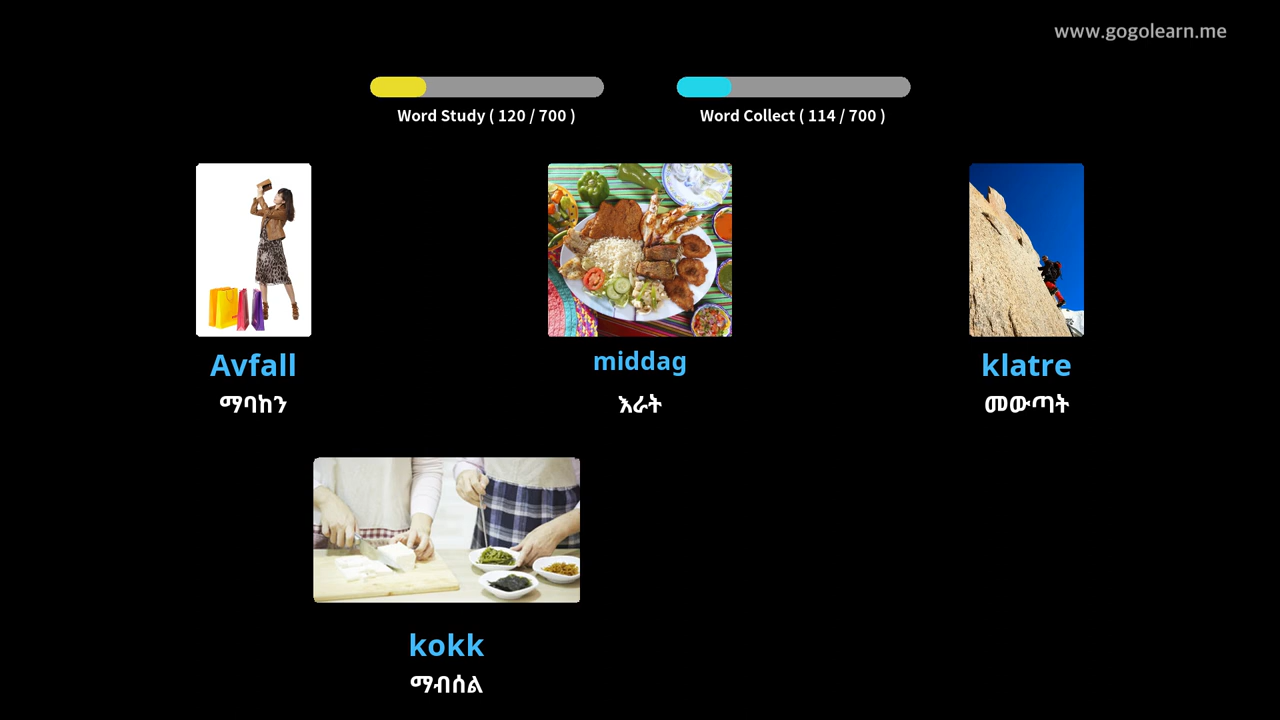 www.gogolearn.me
Word Study ( 120 / 700 )
Word Collect ( 114 / 700 )
Avfall
ማባከን
middag
እራት
klatre
መውጣት
kokk
ማብሰል